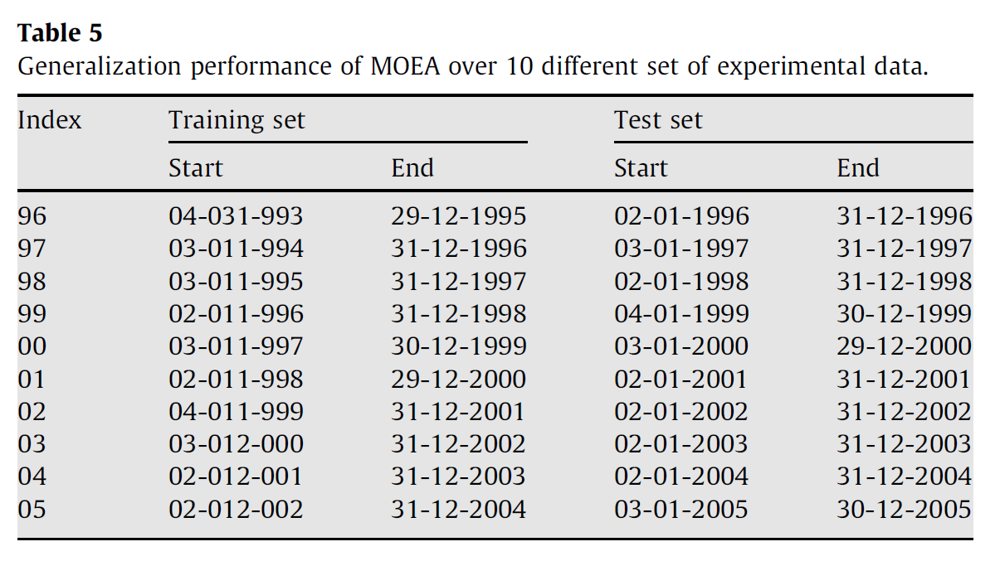 Table 5
Generalization performance of MOEA over 10 different set of experimental data.
Index Training set Test set
Start End Start End
96 04-031-993 29-12-1995 02-01-1996 31-12-1996
97 03-011-994 31-12-1996 03-01-1997 31-12-1997
98 03-011-995 31-12-1997 02-01-1998 31-12-1998
99 02-011-996 31-12-1998 04-01-1999 30-12-1999
00 03-011-997 30-12-1999 03-01-2000 29-12-2000
01 02-011-998 29-12-2000 02-01-2001 31-12-2001
02 04-011-999 31-12-2001 02-01-2002 31-12-2002
03 03-012-000 31-12-2002 02-01-2003 31-12-2003
04 02-012-001 31-12-2003 02-01-2004 31-12-2004
05 02-012-002 31-12-2004 03-01-2005 30-12-2005